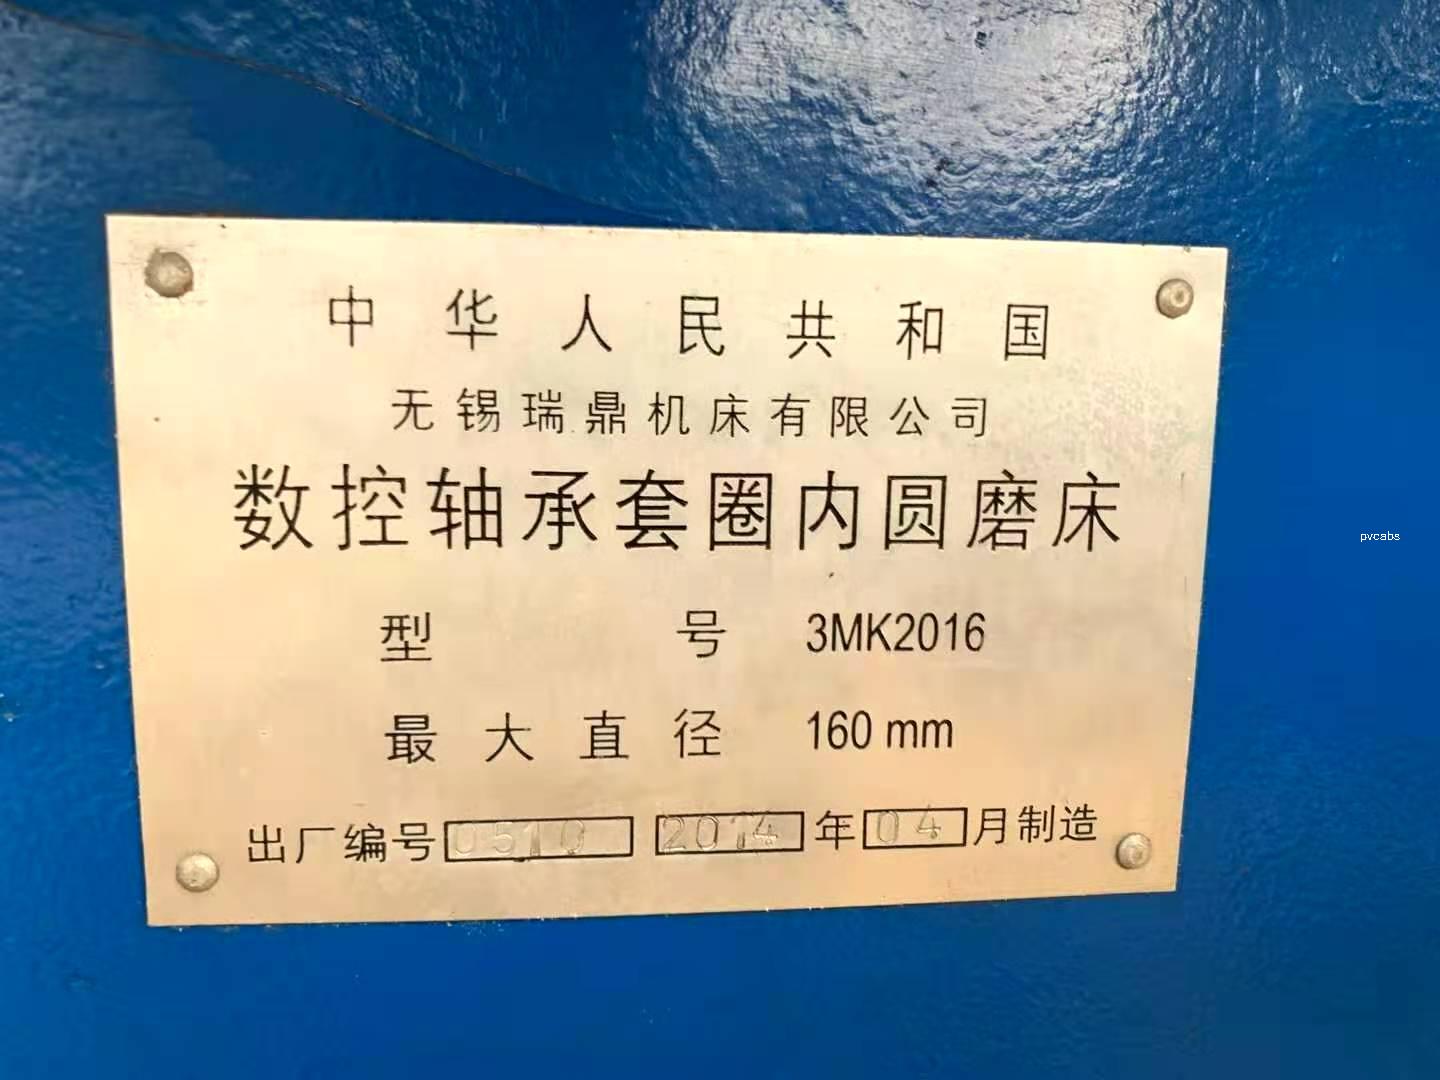 中华人民共和国
无锡瑞鼎机床有限公司
数控轴承套圈内圆磨床
型号 3MK2016
最大直径 160 mm
出厂编号 0510 2014 年 04 月制造
pvcabs